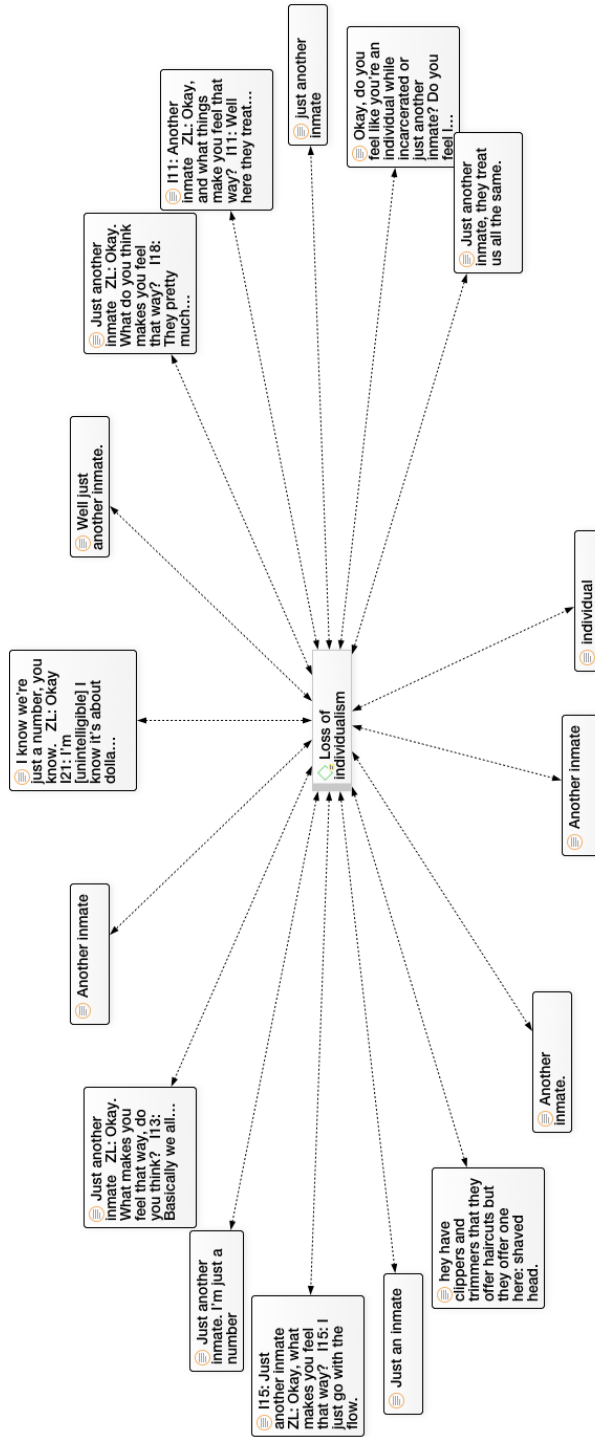 I know we're
just a number, you
know. ZL: Okay
I21: I'm
[unintelligible] I
know it's about
dolla...
Another inmate
Well just
another inmate.
Just another
inmate ZL: Okay.
What makes you
feel that way, do
you think? I13:
Basically we all...
Just another
inmate ZL: Okay.
What do you think
makes you feel
that way? I18:
They pretty
much...
I11: Another
inmate ZL: Okay,
and what things
make you feel that
way? I11: Well
here they treat...
Just another
inmate. I'm just a
number
I15: Just
another inmate
ZL: Okay, what
makes you feel
that way? I15: I
just go with the
flow.
just another
inmate
Loss of
individualism
Okay, do you
feel like you're an
individual while
incarcerated or
just another
inmate? Do you
feel l...
Just an inmate
hey have
clippers and
trimmers that they
offer haircuts but
they offer one
here: shaved
head.
Just another
inmate, they treat
us all the same.
Another
inmate.
Another inmate
individual